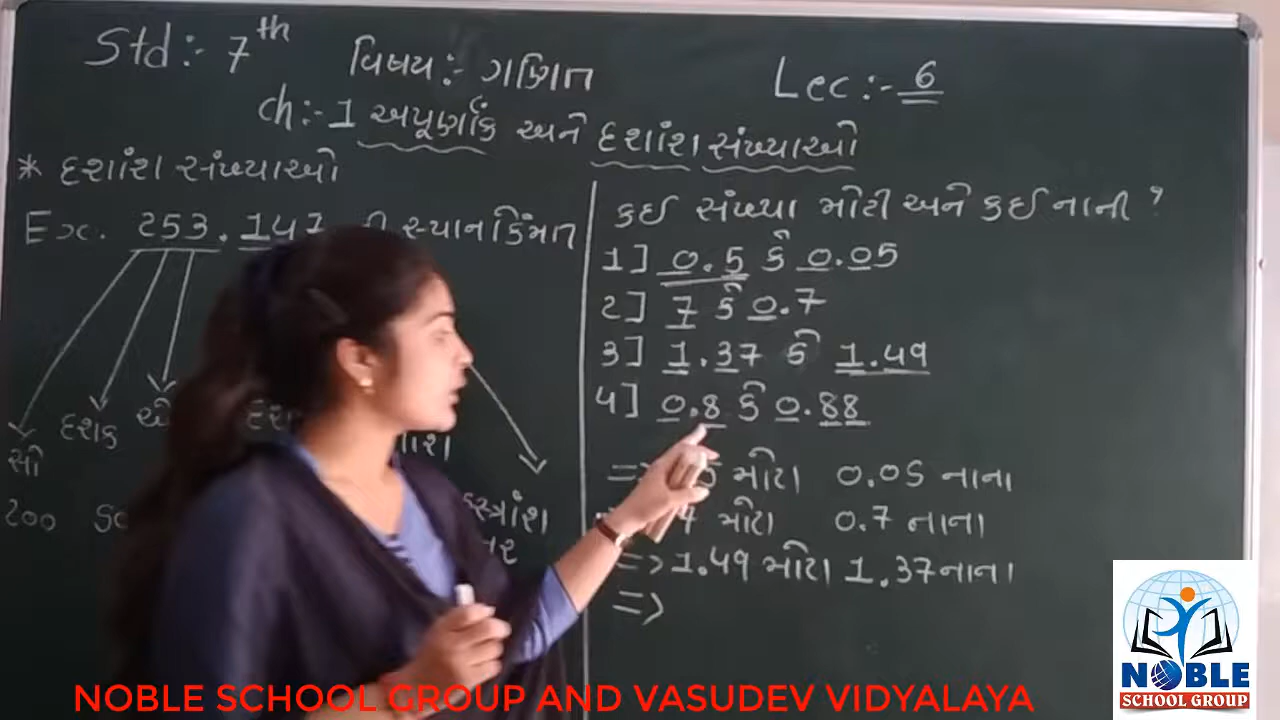 Std :- 7th
વિષય :- ગણિત
Lec :- 6
ch :- 1 અપૂર્ણાંક અને દશાંશ સંખ્યાઓ
* દશાંશ સંખ્યાઓ
Ex. 253.147 ની સ્થાનકિંમત
દશક
સો
200
કઈ સંખ્યા મોટી અને કઈ નાની ?
1] 0.5 કે 0.05
2] 7 કે 0.7
3] 1.37 કે 1.49
4] 0.8 કે 0.88
=> મોટા 0.05 નાના
મોટા 0.7 નાના
=> 1.49 મોટા 1.37 નાના
=>
NOBLE
SCHOOL GROUP
NOBLE SCHOOL GROUP AND VASUDEV VIDYALAYA